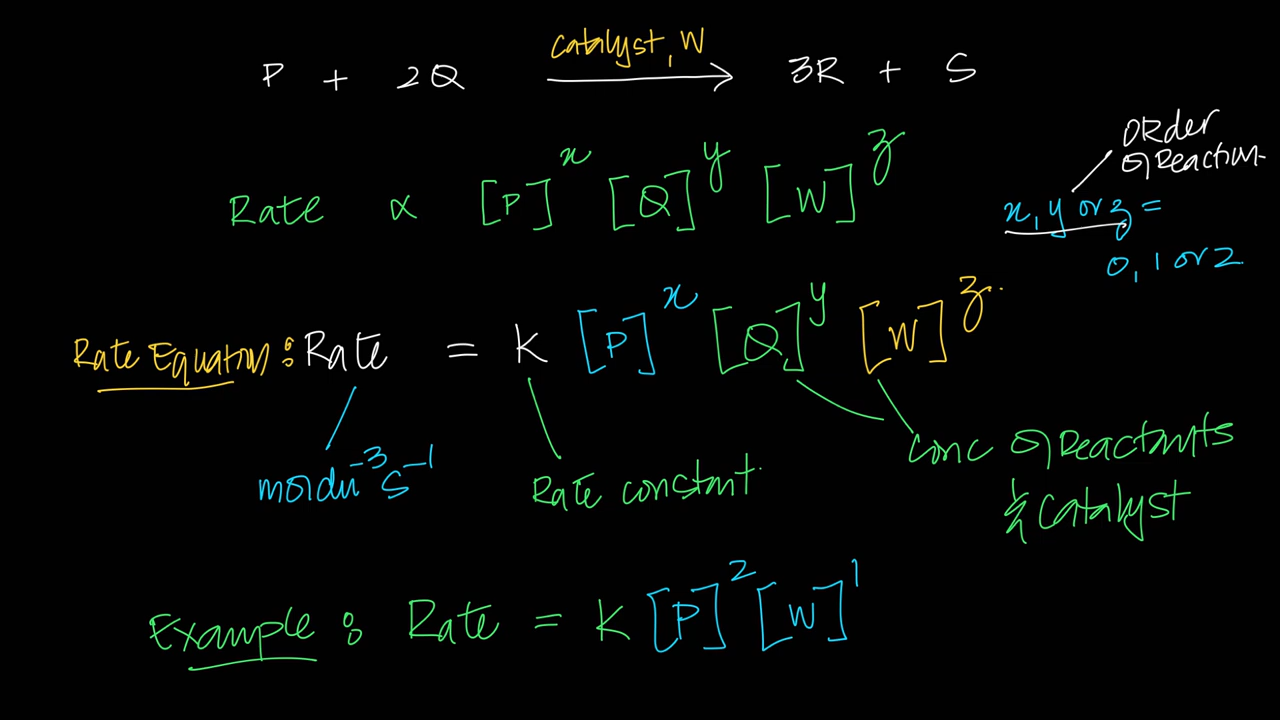 catalyst, W
P + 2Q ⟶ 3R + S
Order
of Reaction
Rate ∝ [P]^x [Q]^y [W]^z
x, y or z =
0, 1 or 2
Rate Equation: Rate = K [P]^x [Q]^y [W]^z
moldm^-3 s^-1
Rate constant
Conc of Reactants
& Catalyst
Example: Rate = K [P]^2 [W]^1